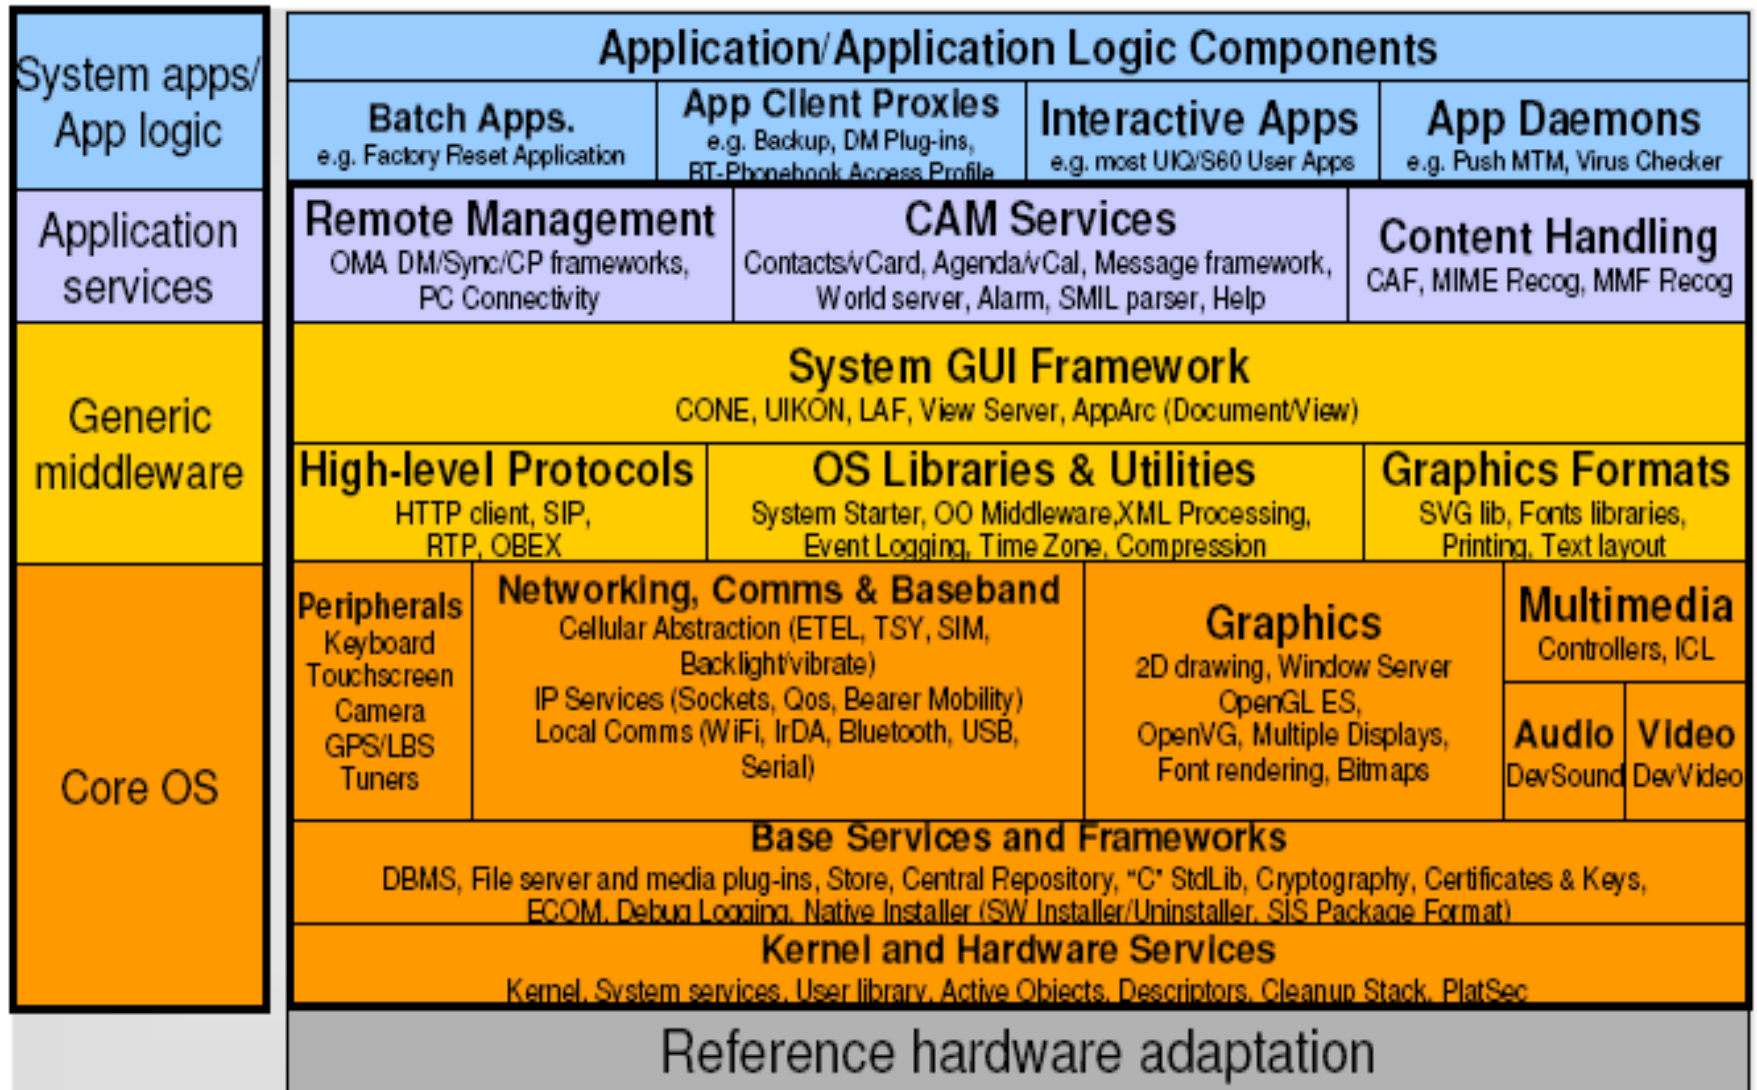 System apps/
App logic
Application
services
Generic
middleware
Core OS
Application/Application Logic Components
Batch Apps.
e.g. Factory Reset Application
App Client Proxies
e.g. Backup, DM Plug-ins,
BT-Phonebook Access Profile
Interactive Apps
e.g. most UIQ/S60 User Apps
App Daemons
e.g. Push MTM, Virus Checker
Remote Management
OMA DM/Sync/CP frameworks,
PC Connectivity
CAM Services
Contacts/vCard, Agenda/vCal, Message framework,
World server, Alarm, SMIL parser, Help
Content Handling
CAF, MIME Recog, MMF Recog
System GUI Framework
CONE, UIKON, LAF, View Server, AppArc (Document/View)
High-level Protocols
HTTP client, SIP,
RTP, OBEX
OS Libraries & Utilities
System Starter, OO Middleware,XML Processing,
Event Logging, Time Zone, Compression
Graphics Formats
SVG lib, Fonts libraries,
Printing, Text layout
Peripherals
Keyboard
Touchscreen
Camera
GPS/LBS
Tuners
Networking, Comms & Baseband
Cellular Abstraction (ETEL, TSY, SIM,
Backlight/vibrate)
IP Services (Sockets, Qos, Bearer Mobility)
Local Comms (WiFi, IrDA, Bluetooth, USB,
Serial)
Graphics
2D drawing, Window Server
OpenGL ES,
OpenVG, Multiple Displays,
Font rendering, Bitmaps
Multimedia
Controllers, ICL
Audio
DevSound
Video
DevVideo
Base Services and Frameworks
DBMS, File server and media plug-ins, Store, Central Repository, "C" StdLib, Cryptography, Certificates & Keys,
ECOM, Debug Logging, Native Installer (SW Installer/Uninstaller, SIS Package Format)
Kernel and Hardware Services
Kernel, System services, User library, Active Objects, Descriptors, Cleanup Stack, PlatSec
Reference hardware adaptation